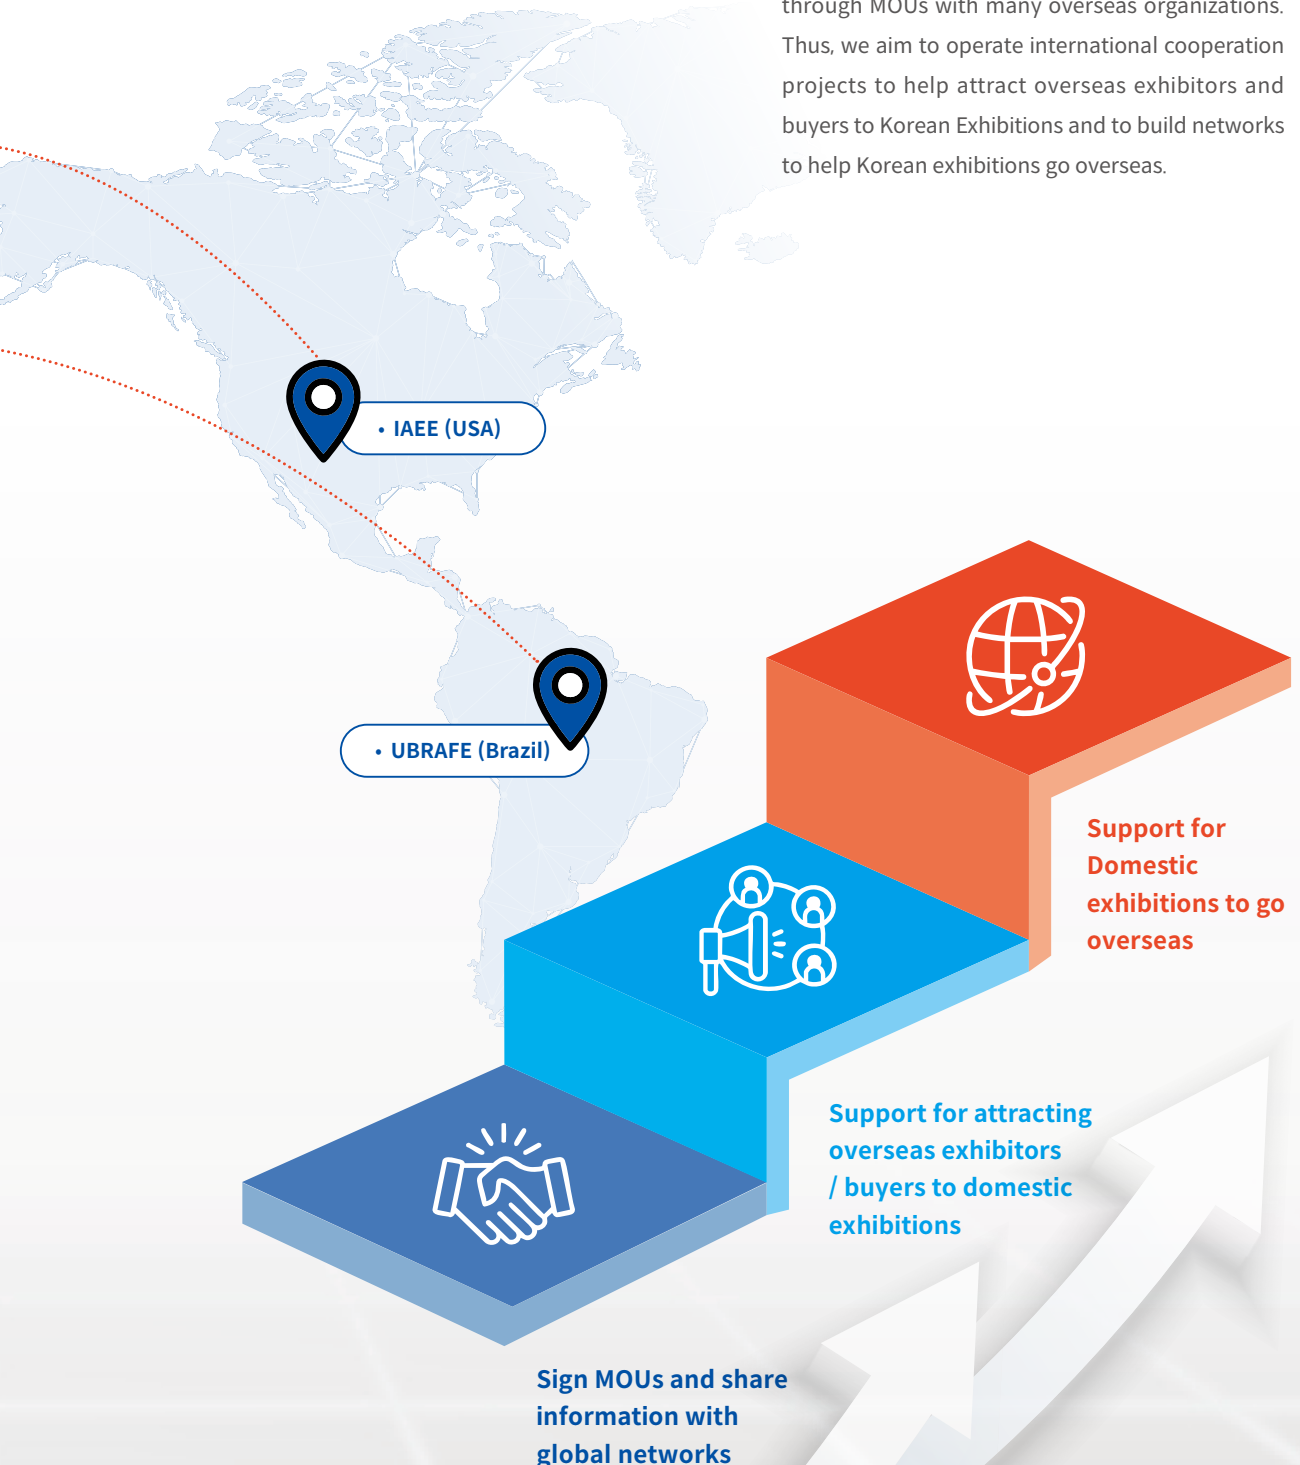 through MOUs with many overseas organizations.
Thus, we aim to operate international cooperation
projects to help attract overseas exhibitors and
buyers to Korean Exhibitions and to build networks
to help Korean exhibitions go overseas.
• IAEE (USA)
• UBRAFE (Brazil)
Support for
Domestic
exhibitions to go
overseas
Support for attracting
overseas exhibitors
/ buyers to domestic
exhibitions
Sign MOUs and share
information with
global networks